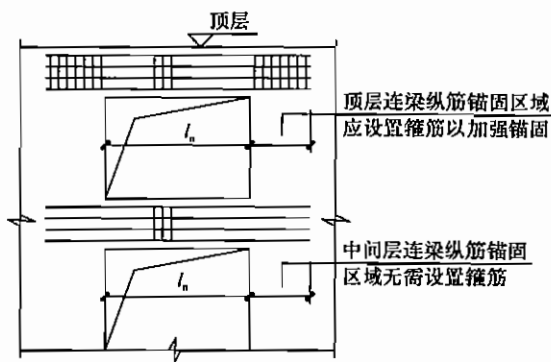 顶层
顶层连梁纵筋锚固区域
应设置箍筋以加强锚固
lₙ
中间层连梁纵筋锚固
区域无需设置箍筋
lₙ